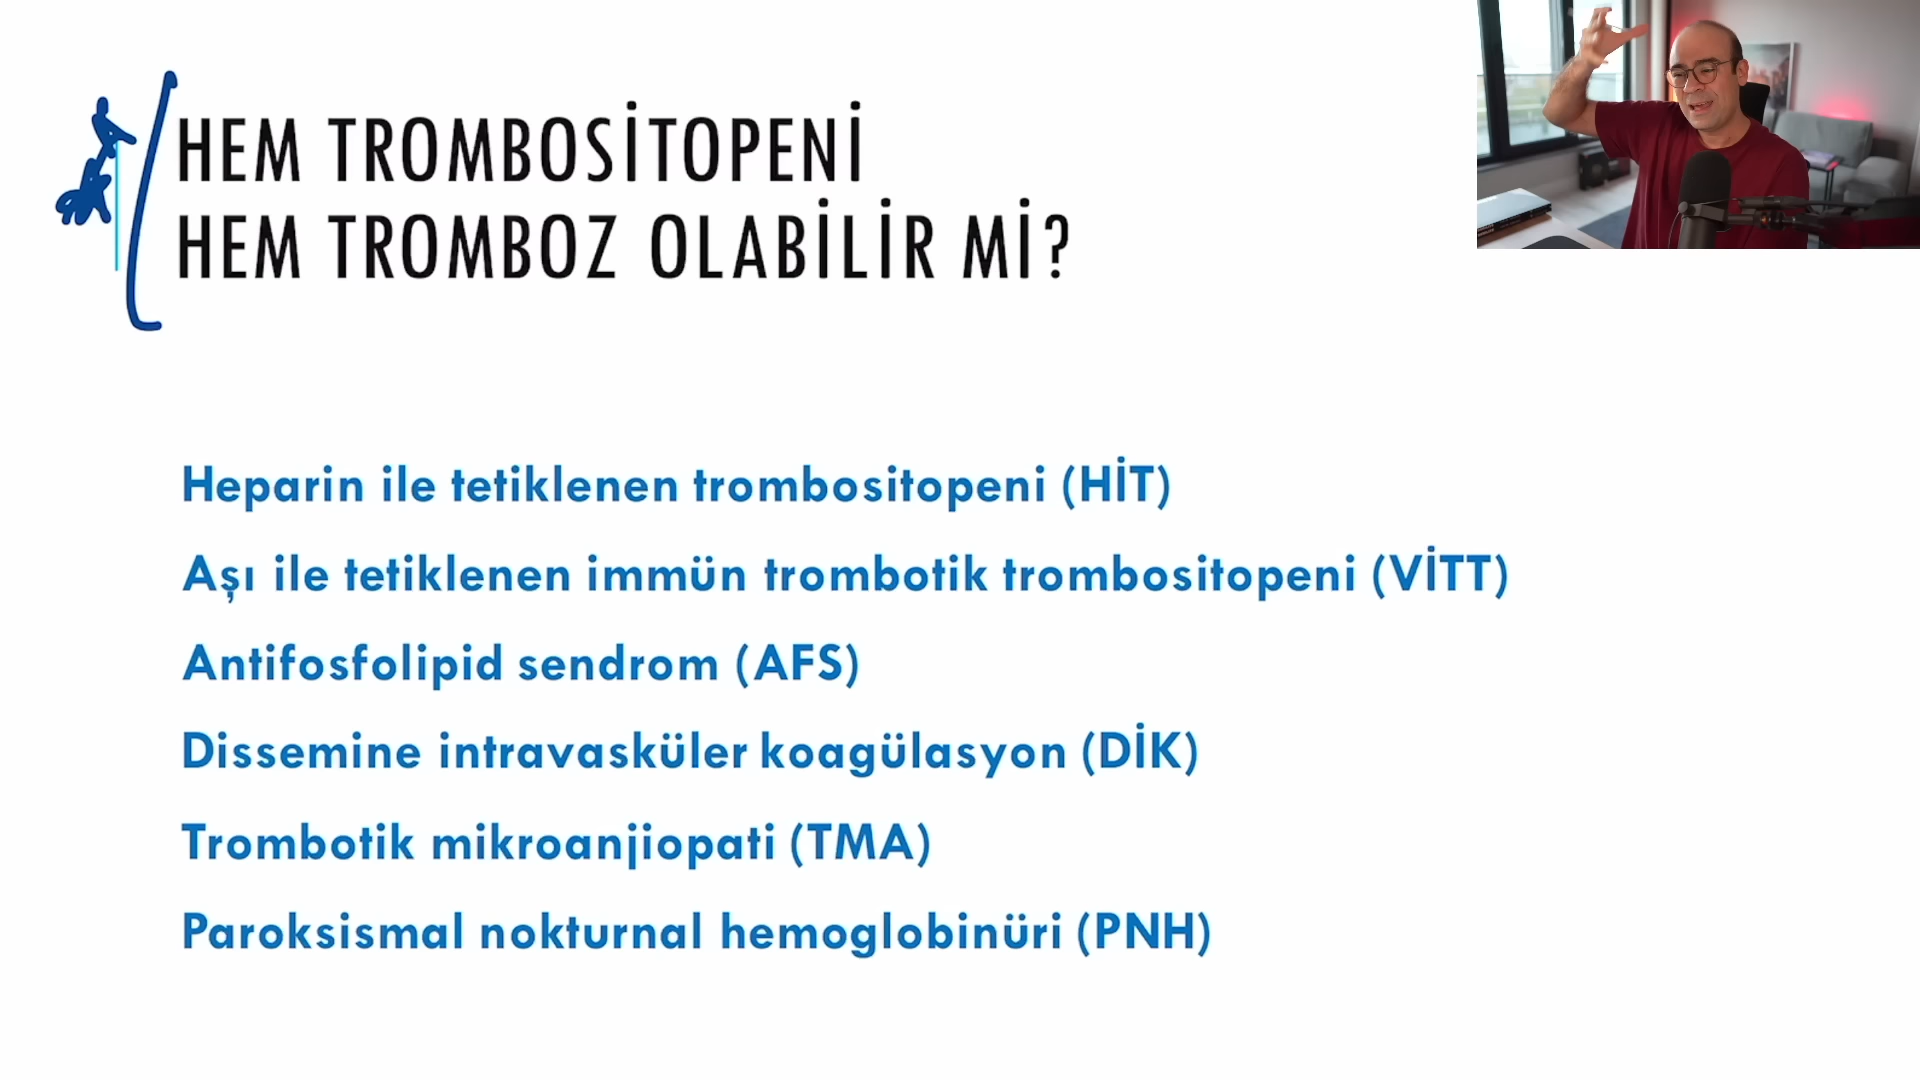 HEM TROMBOSİTOPENİ
HEM TROMBOZ OLABİLİR Mİ?
Heparin ile tetiklenen trombositopeni (HİT)
Aşı ile tetiklenen immün trombotik trombositopeni (VİTT)
Antifosfolipid sendrom (AFS)
Dissemine intravasküler koagülasyon (DİK)
Trombotik mikroanjiopati (TMA)
Paroksismal nokturnal hemoglobinüri (PNH)